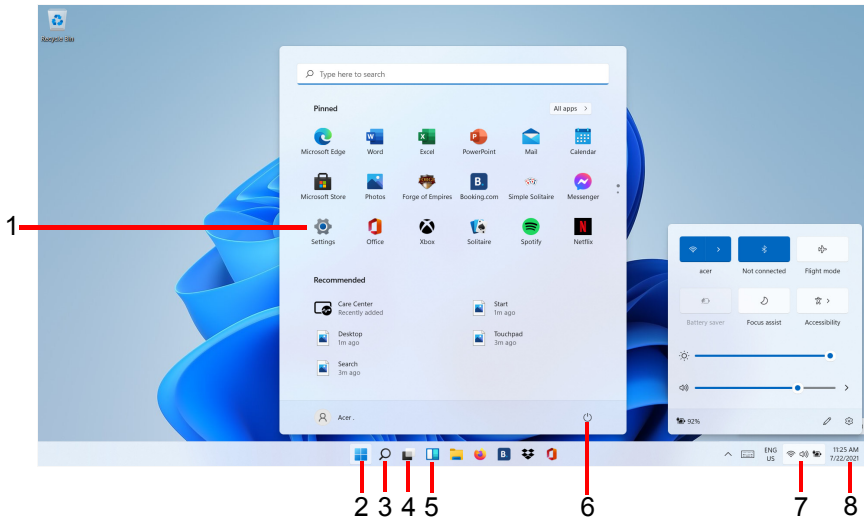 Recycle Bin
Type here to search
Pinned
All apps >
Microsoft Edge Word Excel PowerPoint Mail Calendar
Microsoft Store Photos Forge of Empires Booking.com Simple Solitaire Messenger
1
Settings Office Xbox Solitaire Spotify Netflix
Recommended
Care Center
Recently added
Start
1m ago
Desktop
1m ago
Touchpad
3m ago
Search
3m ago
Acer .
acer Not connected Flight mode
Battery saver Focus assist Accessibility
92%
ENG
US
11:25 AM
7/22/2021
2 3 4 5 6 7 8